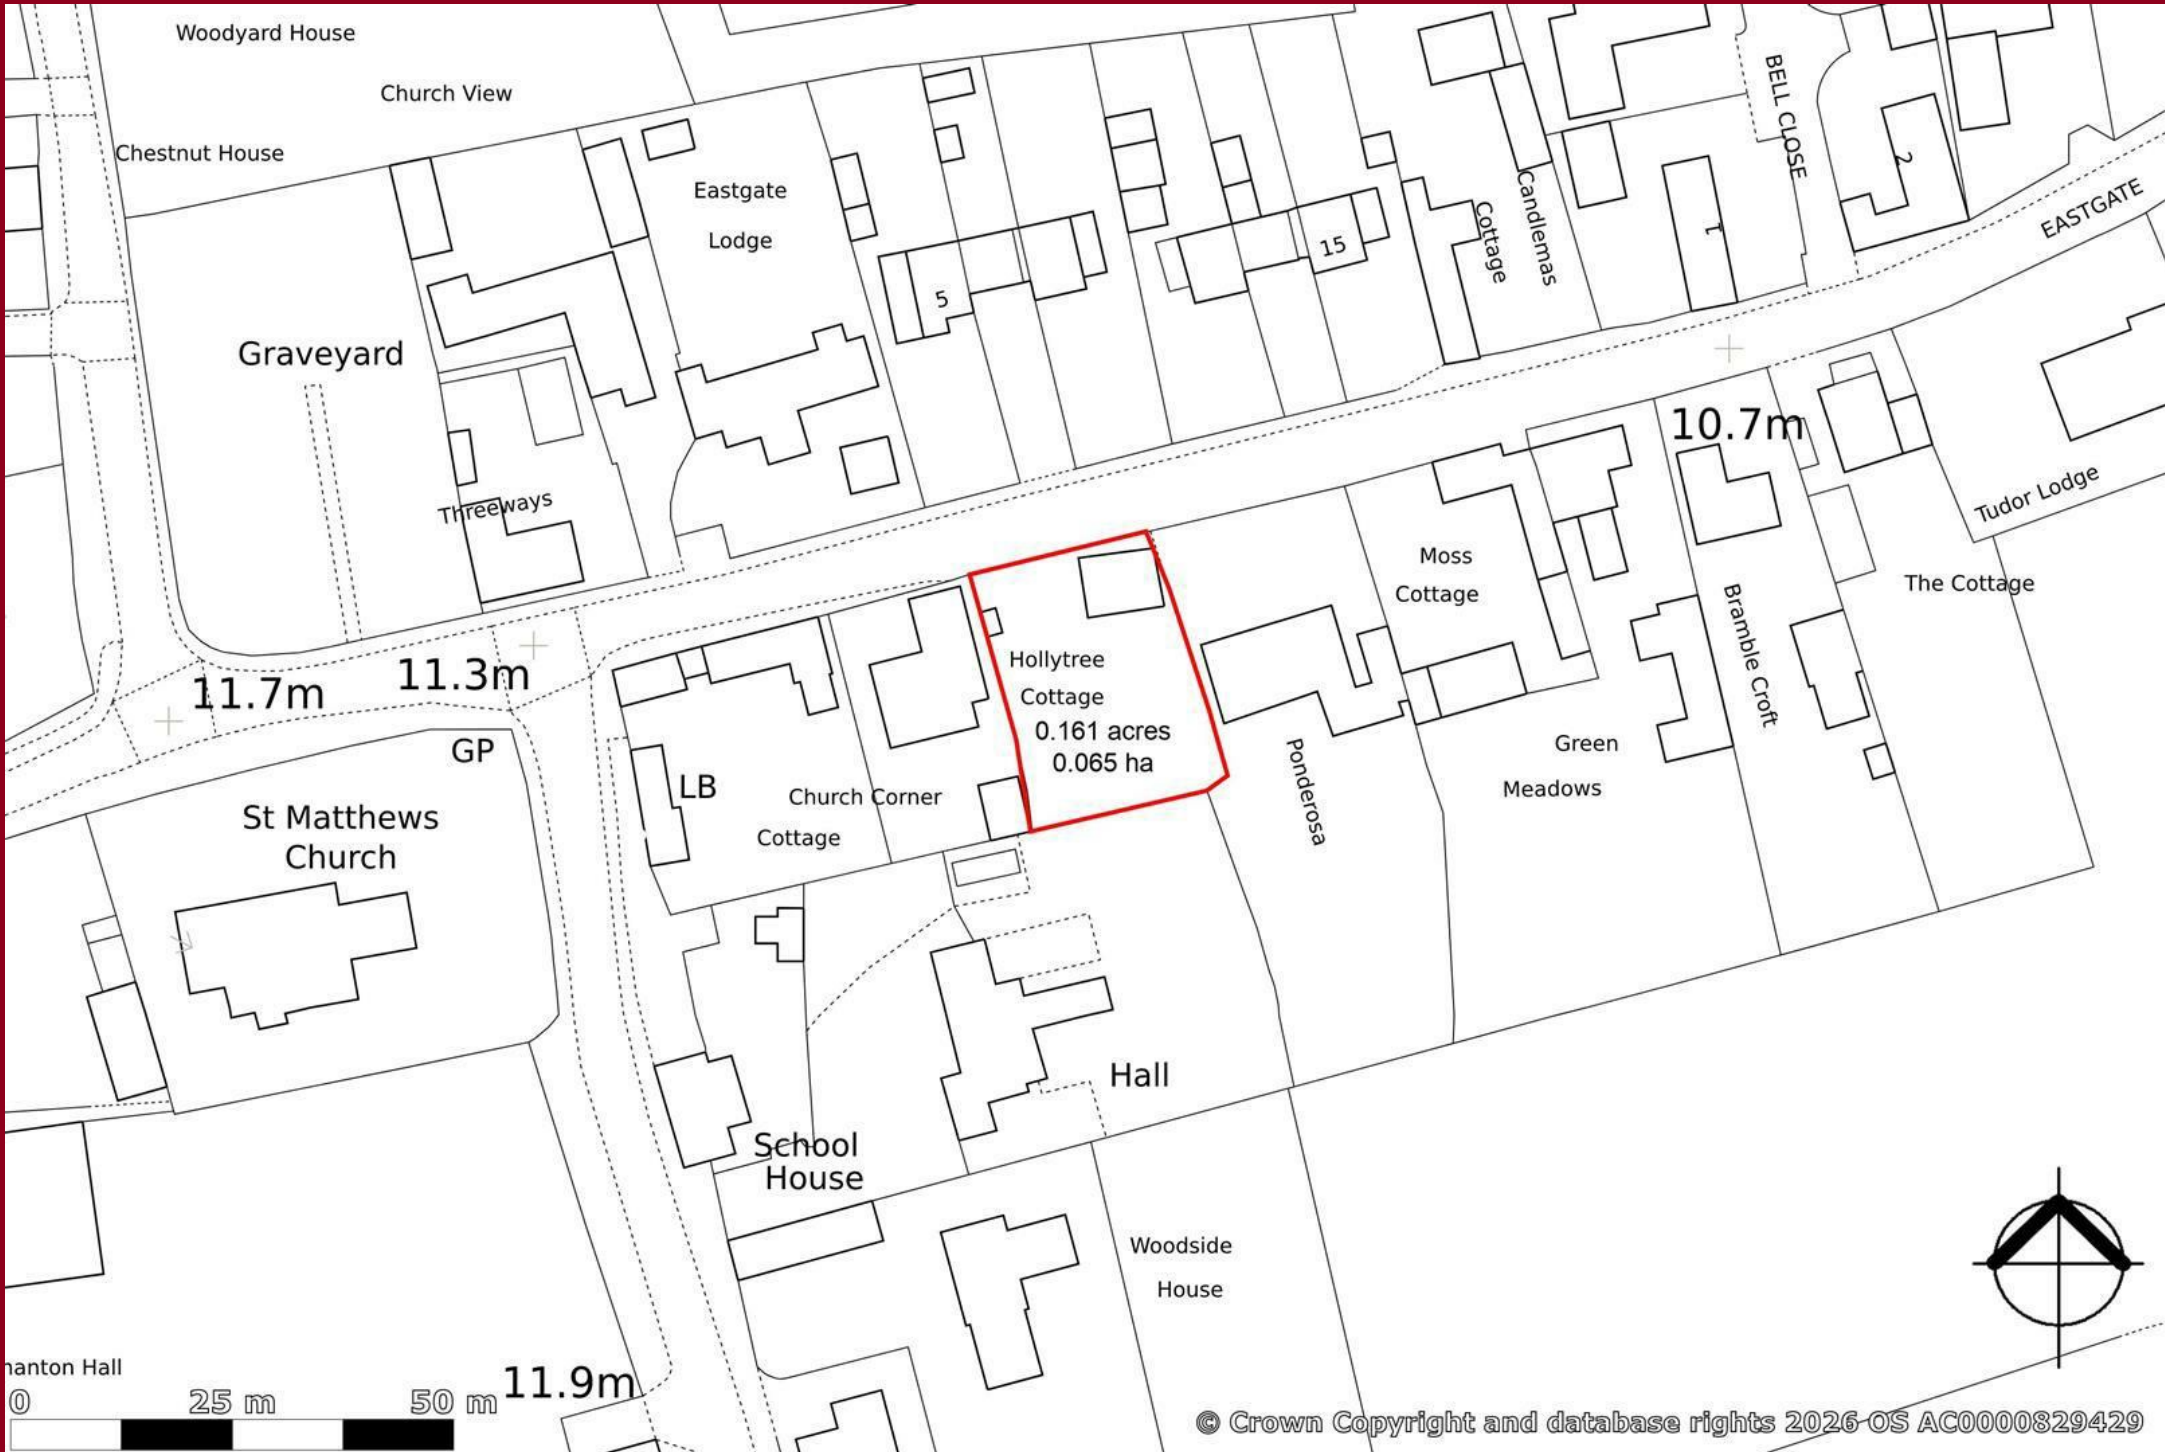 Woodyard House
Church View
Chestnut House
Graveyard
Threeways
Eastgate
Lodge
5
15
Cottage
Candlemas
1
BELL CLOSE
2
EASTGATE
10.7m
Tudor Lodge
Moss
Cottage
Bramble Croft
The Cottage
Hollytree
Cottage
0.161 acres
0.065 ha
Ponderosa
Green
Meadows
11.7m
11.3m
GP
LB
Church Corner
Cottage
St Matthews
Church
Hall
School
House
Woodside
House
nanton Hall
11.9m
0
25 m
50 m
© Crown Copyright and database rights 2026 OS AC0000829429